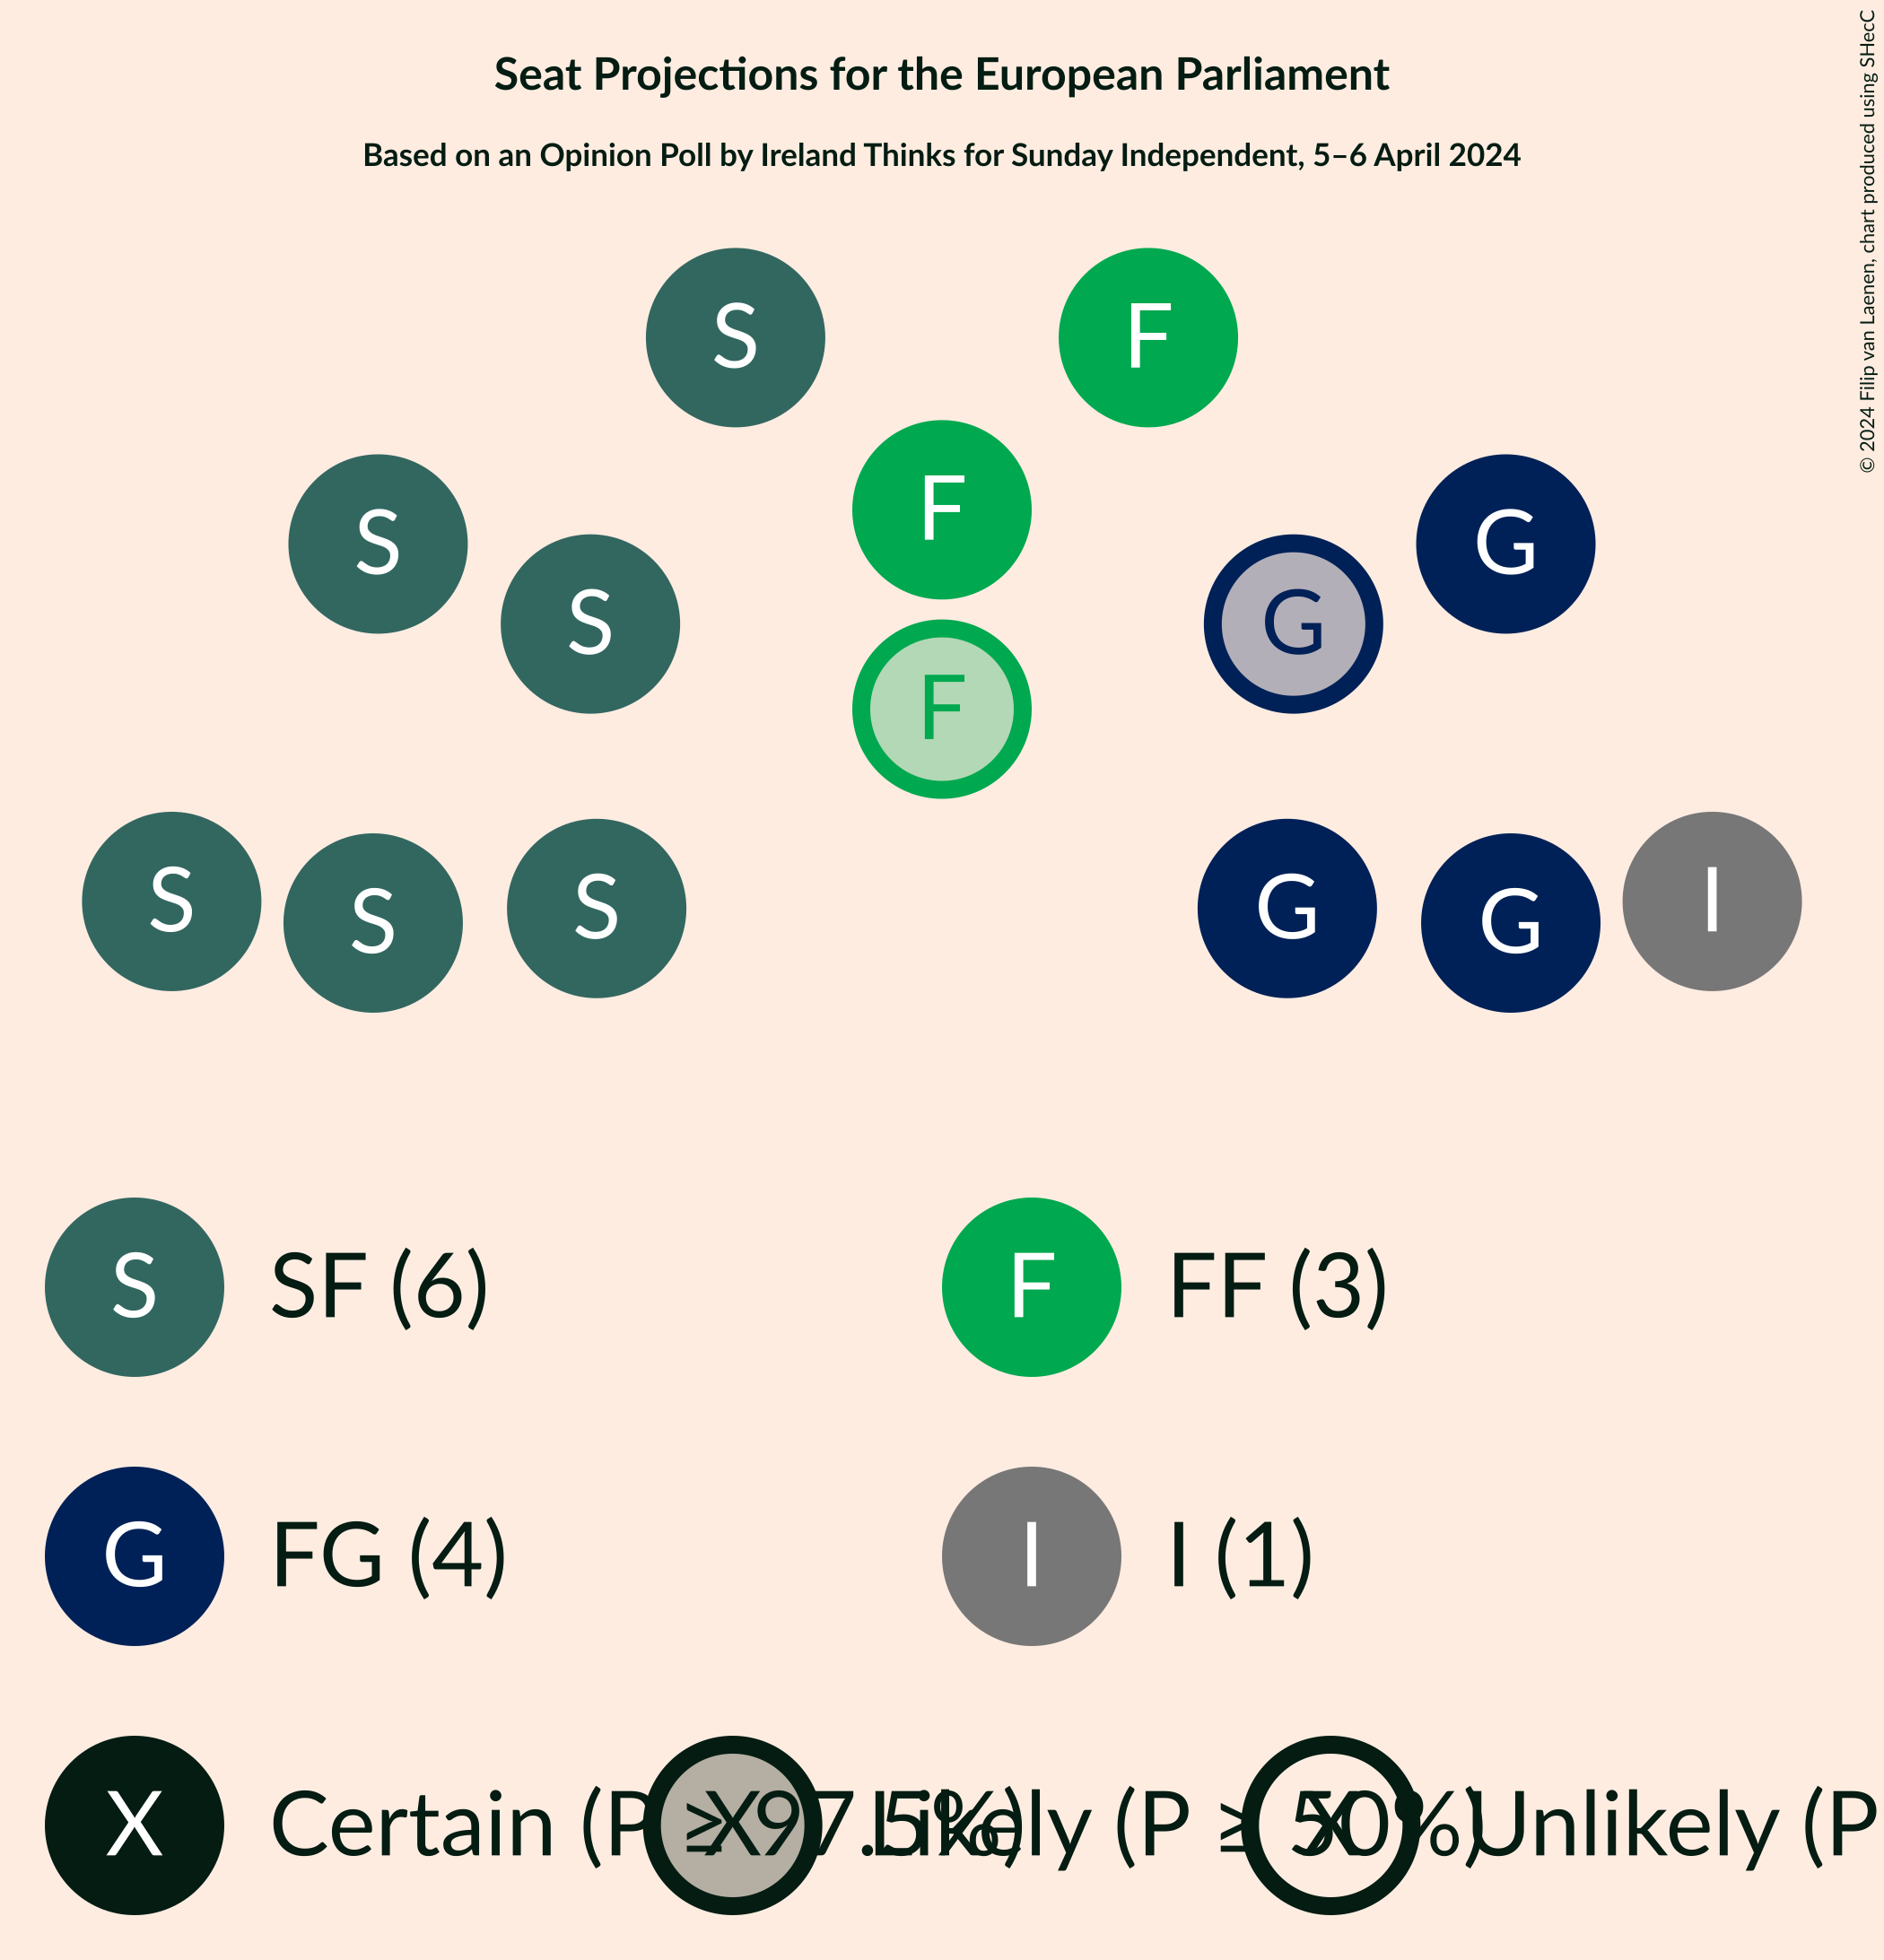 Seat Projections for the European Parliament
Based on an Opinion Poll by Ireland Thinks for Sunday Independent, 5–6 April 2024
© 2024 Filip van Laenen, chart produced using SHecC
S F
F
S G
S G
F
S I
S G
S G
S SF (6) F FF (3)
G FG (4) I I (1)
X Certain (P ≥ 97.5%) X Likely (P ≥ 50%) X Unlikely (P